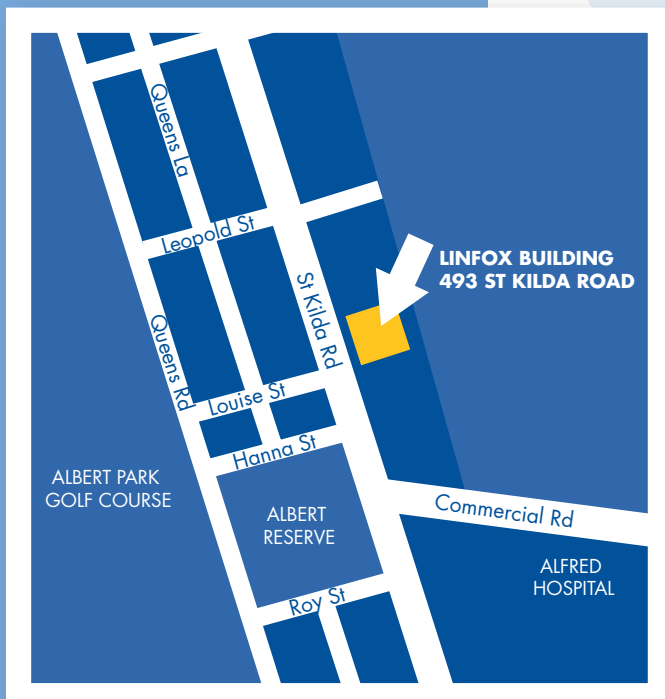 Queens La
Leopold St
LINFOX BUILDING
493 ST KILDA ROAD
St Kilda Rd
Queens Rd
Louise St
Hanna St
ALBERT PARK
GOLF COURSE
ALBERT
RESERVE
Commercial Rd
ALFRED
HOSPITAL
Roy St